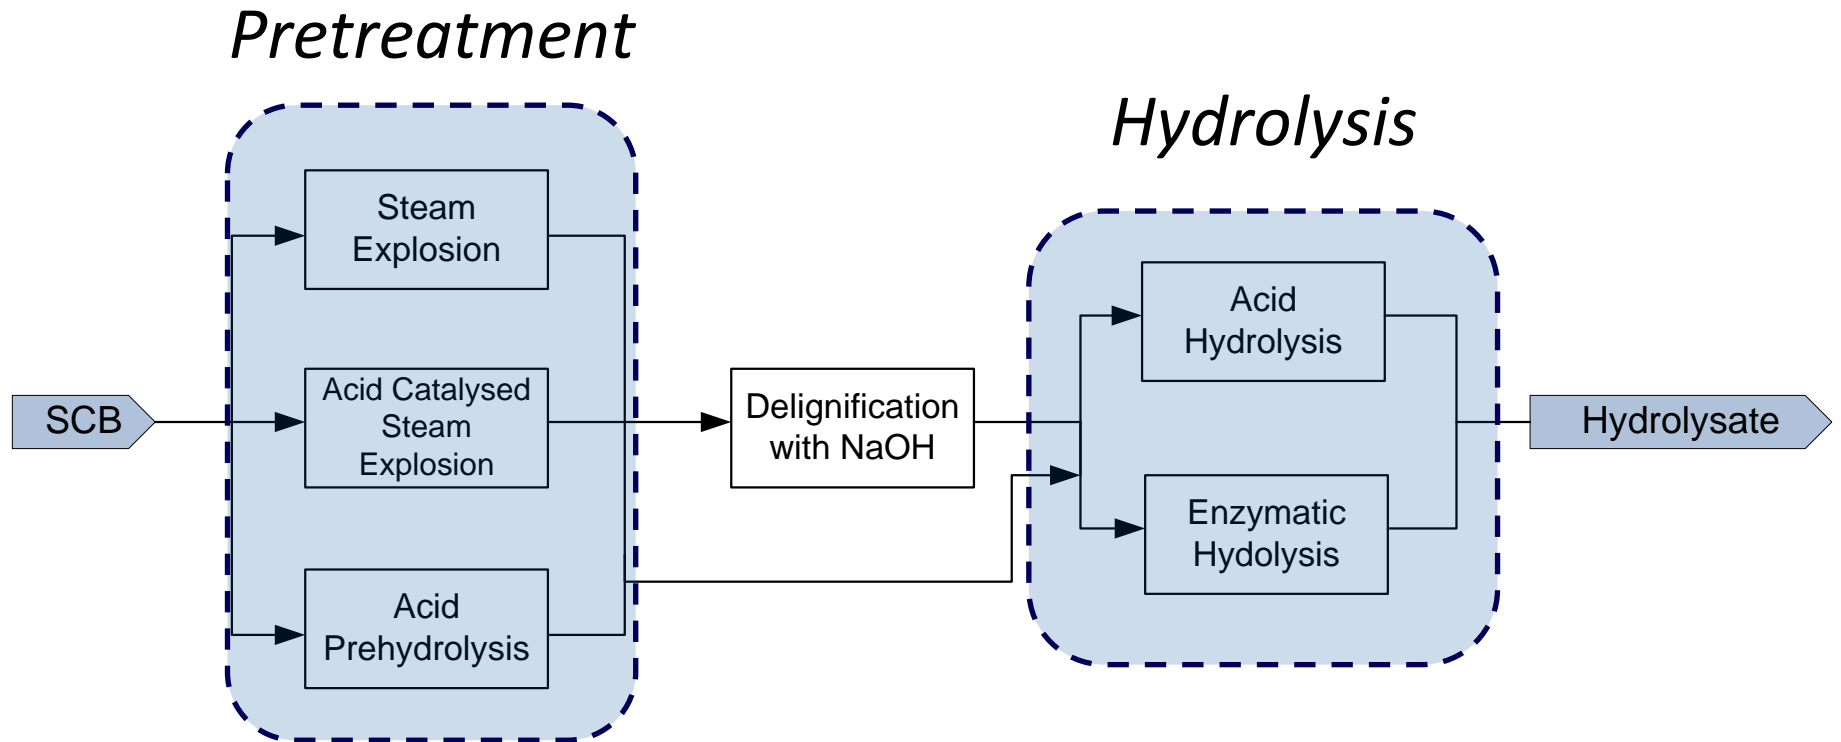 Pretreatment
Hydrolysis
SCB
Steam
Explosion
Acid Catalysed
Steam
Explosion
Acid
Prehydrolysis
Delignification
with NaOH
Acid
Hydrolysis
Enzymatic
Hydolysis
Hydrolysate